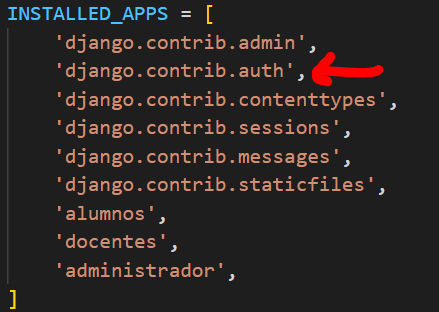 INSTALLED_APPS = [
    'django.contrib.admin',
    'django.contrib.auth',
    'django.contrib.contenttypes',
    'django.contrib.sessions',
    'django.contrib.messages',
    'django.contrib.staticfiles',
    'alumnos',
    'docentes',
    'administrador',
]